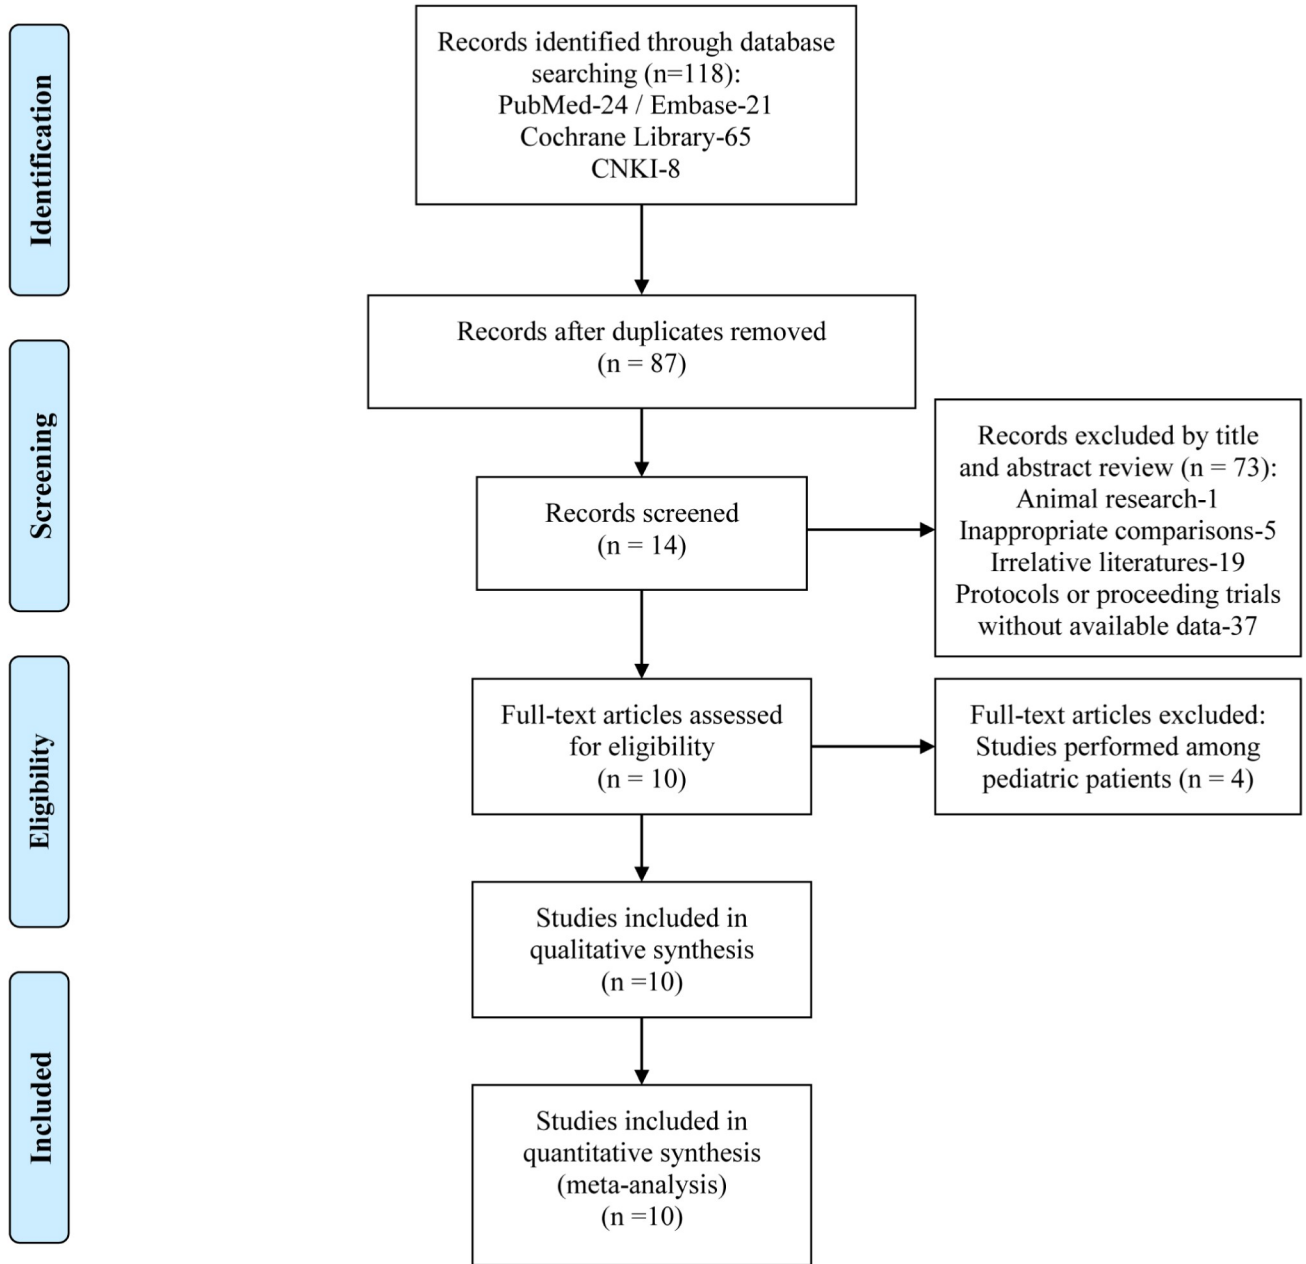 Identification
Records identified through database
searching (n=118):
PubMed-24 / Embase-21
Cochrane Library-65
CNKI-8
Records after duplicates removed
(n = 87)
Screening
Records screened
(n = 14)
Records excluded by title
and abstract review (n = 73):
Animal research-1
Inappropriate comparisons-5
Irrelative literatures-19
Protocols or proceeding trials
without available data-37
Eligibility
Full-text articles assessed
for eligibility
(n = 10)
Full-text articles excluded:
Studies performed among
pediatric patients (n = 4)
Studies included in
qualitative synthesis
(n =10)
Included
Studies included in
quantitative synthesis
(meta-analysis)
(n =10)